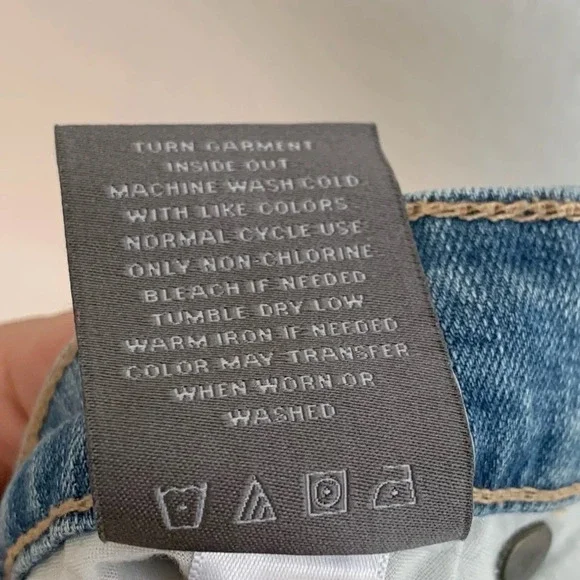 TURN GARMENT
INSIDE OUT
MACHINE WASH COLD
WITH LIKE COLORS
NORMAL CYCLE USE
ONLY NON-CHLORINE
BLEACH IF NEEDED
TUMBLE DRY LOW
WARM IRON IF NEEDED
COLOR MAY TRANSFER
WHEN WORN OR
WASHED